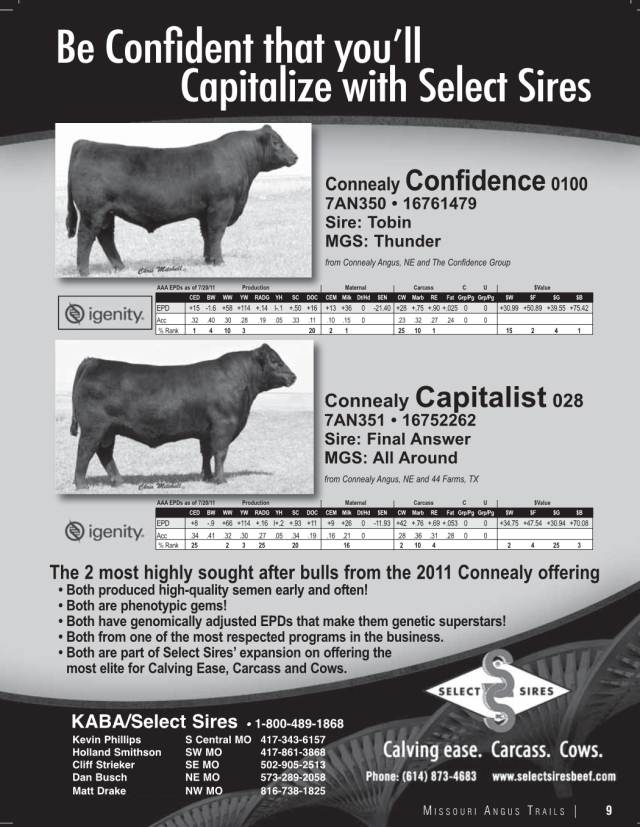 Be Confident that you'll
Capitalize with Select Sires
Connealy Confidence 0100
7AN350 • 16761479
Sire: Tobin
MGS: Thunder
from Connealy Angus, NE and The Confidence Group
Chris Mitchell
igenity.
AAA EPDs as of 7/20/11 Production Maternal Carcass C U $Value
CED BW WW YW RADG YH SC DOC CEM Milk Dt/Hd $EN CW Marb RE Fat Grp/Pg Grp/Pg $W $F $G $B
EPD +15 -1.6 +58 +114 +.14 I-.1 +.50 +16 +13 +36 0 -21.40 +28 +.75 +.90 +.025 0 0 +30.99 +50.89 +39.55 +75.42
Acc .32 .40 .30 .28 .19 .05 .33 .11 .10 .15 0 .23 .32 .27 .24 0 0
% Rank 1 4 10 3 20 2 1 25 10 1 15 2 4 1
Connealy Capitalist 028
7AN351 • 16752262
Sire: Final Answer
MGS: All Around
from Connealy Angus, NE and 44 Farms, TX
Chris Mitchell
igenity.
AAA EPDs as of 7/20/11 Production Maternal Carcass C U $Value
CED BW WW YW RADG YH SC DOC CEM Milk Dt/Hd $EN CW Marb RE Fat Grp/Pg Grp/Pg $W $F $G $B
EPD +8 -.9 +66 +114 +.16 I+.2 +.93 +11 +9 +26 0 -11.93 +42 +.76 +.69 +.053 0 0 +34.75 +47.54 +30.94 +70.08
Acc .34 .41 .32 .30 .27 .05 .34 .19 .16 .21 0 .28 .36 .31 .28 0 0
% Rank 25 2 3 25 20 16 2 10 4 2 4 25 3
The 2 most highly sought after bulls from the 2011 Connealy offering
• Both produced high-quality semen early and often!
• Both are phenotypic gems!
• Both have genomically adjusted EPDs that make them genetic superstars!
• Both from one of the most respected programs in the business.
• Both are part of Select Sires' expansion on offering the
most elite for Calving Ease, Carcass and Cows.
SELECT SIRES
KABA/Select Sires • 1-800-489-1868
Kevin Phillips S Central MO 417-343-6157
Holland Smithson SW MO 417-861-3868
Cliff Strieker SE MO 502-905-2513
Dan Busch NE MO 573-289-2058
Matt Drake NW MO 816-738-1825
Calving ease. Carcass. Cows.
Phone: (614) 873-4683 www.selectsiresbeef.com
Missouri Angus Trails | 9